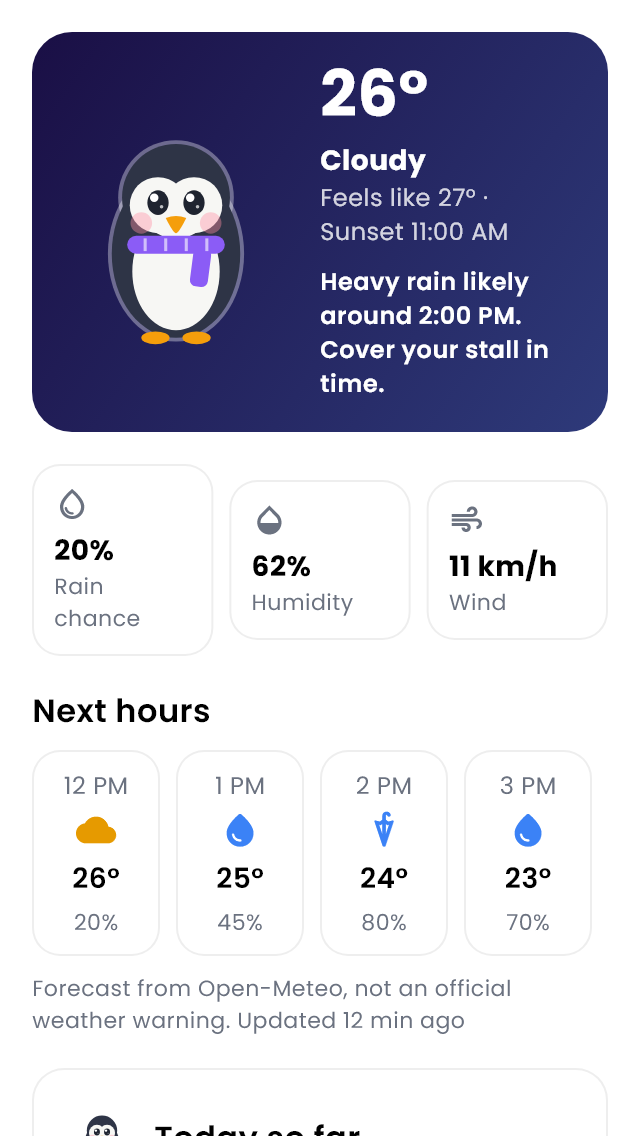 26°
Cloudy
Feels like 27° ·
Sunset 11:00 AM
Heavy rain likely
around 2:00 PM.
Cover your stall in
time.
20%
Rain
chance
62%
Humidity
11 km/h
Wind
Next hours
12 PM
26°
20%
1 PM
25°
45%
2 PM
24°
80%
3 PM
23°
70%
Forecast from Open-Meteo, not an official
weather warning. Updated 12 min ago
Today so far